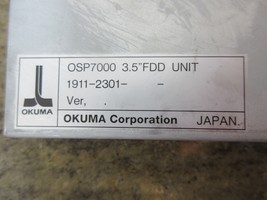 OSP7000 3.5"FDD UNIT
1911-2301- -
Ver, .
OKUMA
OKUMA Corporation JAPAN.